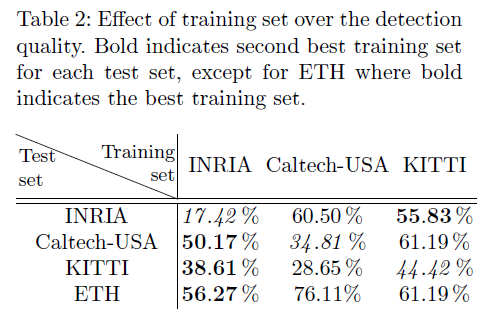 Table 2: Effect of training set over the detection
quality. Bold indicates second best training set
for each test set, except for ETH where bold
indicates the best training set.
Test set Training set INRIA Caltech-USA KITTI
INRIA 17.42 % 60.50 % 55.83 %
Caltech-USA 50.17 % 34.81 % 61.19 %
KITTI 38.61 % 28.65 % 44.42 %
ETH 56.27 % 76.11% 61.19 %